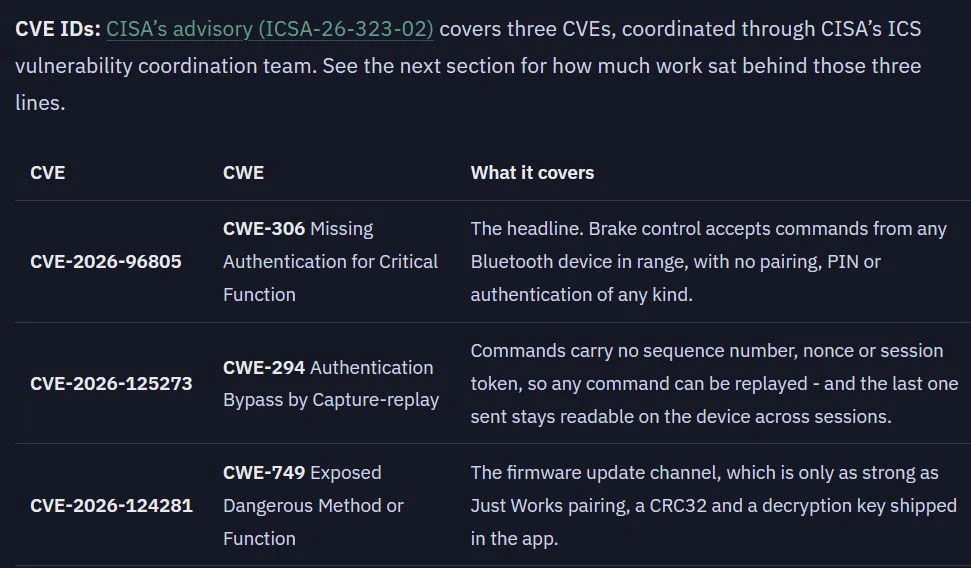 CVE IDs: CISA’s advisory (ICSA-26-323-02) covers three CVEs, coordinated through CISA’s ICS
vulnerability coordination team. See the next section for how much work sat behind those three
lines.
CVE CWE What it covers
CVE-2026-96805
CWE-306 Missing
Authentication for Critical
Function
The headline. Brake control accepts commands from any
Bluetooth device in range, with no pairing, PIN or
authentication of any kind.
CVE-2026-125273
CWE-294 Authentication
Bypass by Capture-replay
Commands carry no sequence number, nonce or session
token, so any command can be replayed - and the last one
sent stays readable on the device across sessions.
CVE-2026-124281
CWE-749 Exposed
Dangerous Method or
Function
The firmware update channel, which is only as strong as
Just Works pairing, a CRC32 and a decryption key shipped
in the app.